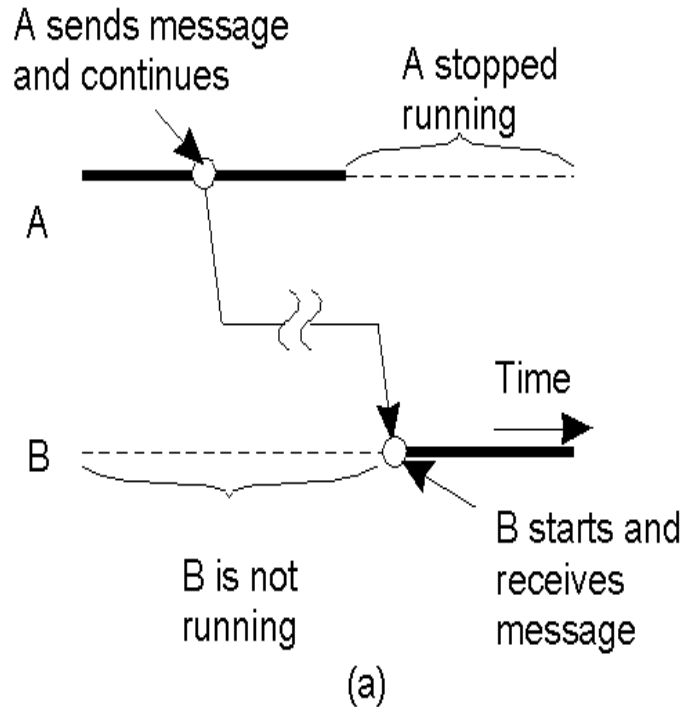 A sends message
and continues
A stopped
running
A
Time
B
B starts and
receives
message
B is not
running
(a)